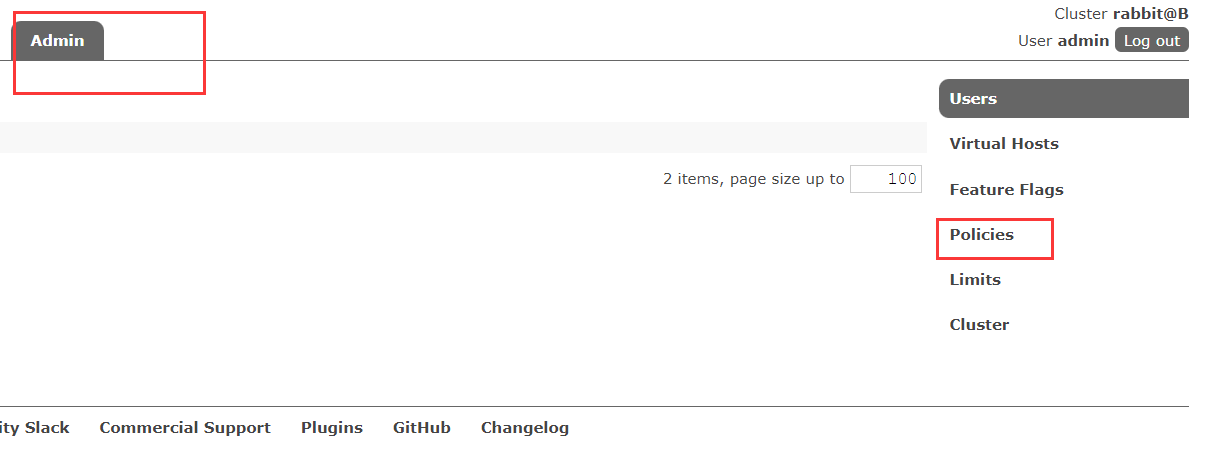 Cluster rabbit@B
Admin
User admin Log out
Users
Virtual Hosts
2 items, page size up to 100
Feature Flags
Policies
Limits
Cluster
ity Slack Commercial Support Plugins GitHub Changelog